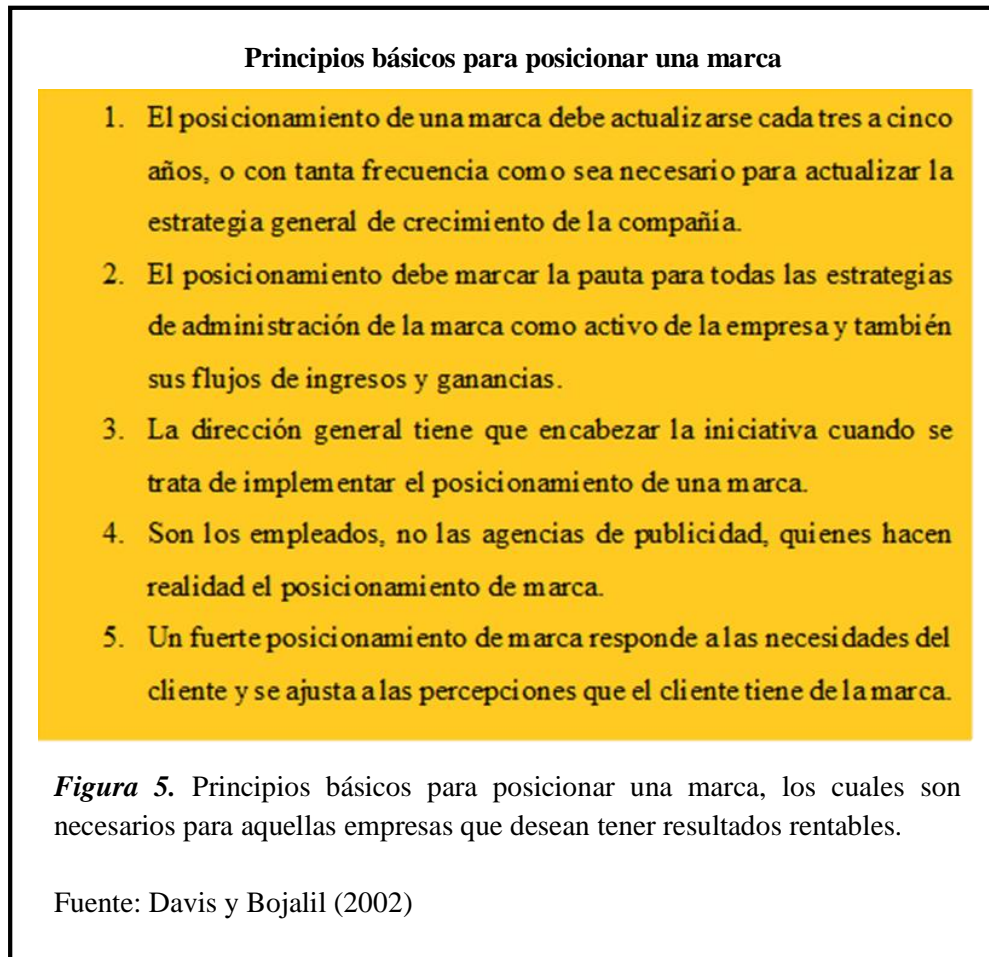 Principios básicos para posicionar una marca
1. El posicionamiento de una marca debe actualizarse cada tres a cinco
años, o con tanta frecuencia como sea necesario para actualizar la
estrategia general de crecimiento de la compañía.
2. El posicionamiento debe marcar la pauta para todas las estrategias
de administración de la marca como activo de la empresa y también
sus flujos de ingresos y ganancias.
3. La dirección general tiene que encabezar la iniciativa cuando se
trata de implementar el posicionamiento de una marca.
4. Son los empleados, no las agencias de publicidad, quienes hacen
realidad el posicionamiento de marca.
5. Un fuerte posicionamiento de marca responde a las necesidades del
cliente y se ajusta a las percepciones que el cliente tiene de la marca.
Figura 5. Principios básicos para posicionar una marca, los cuales son
necesarios para aquellas empresas que desean tener resultados rentables.
Fuente: Davis y Bojalil (2002)